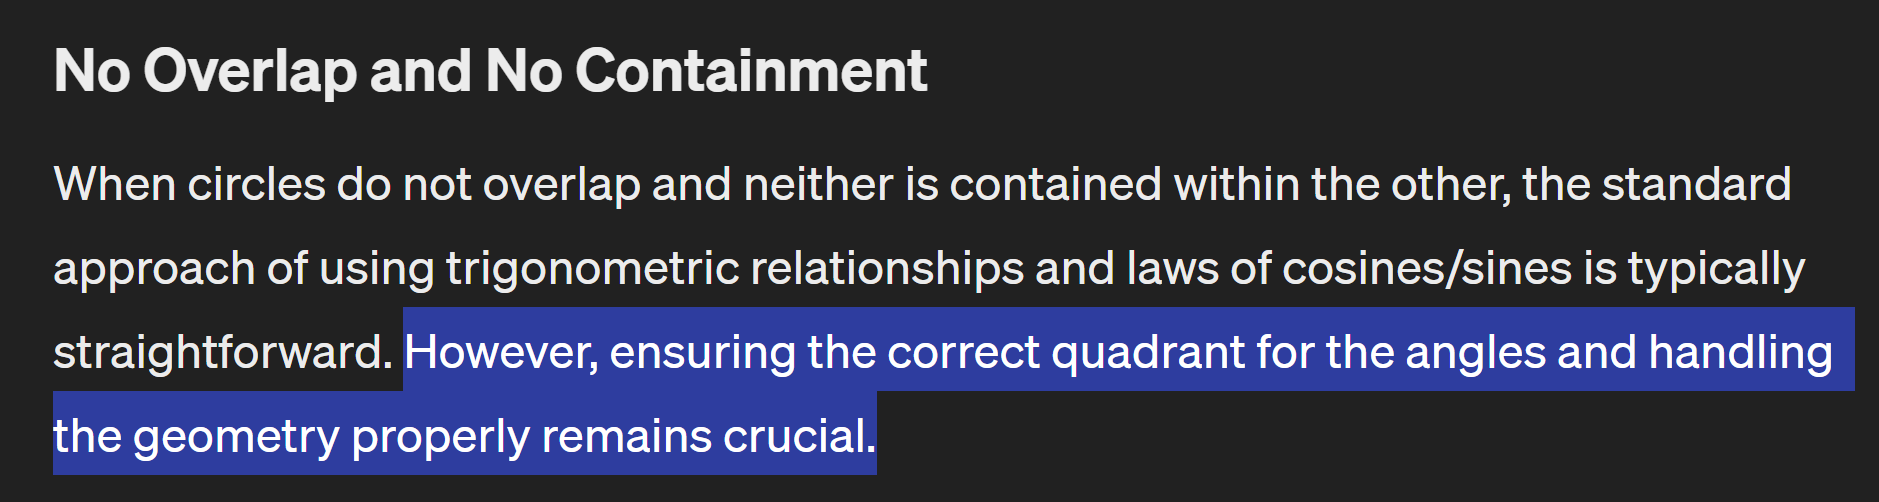 No Overlap and No Containment
When circles do not overlap and neither is contained within the other, the standard
approach of using trigonometric relationships and laws of cosines/sines is typically
straightforward. However, ensuring the correct quadrant for the angles and handling
the geometry properly remains crucial.